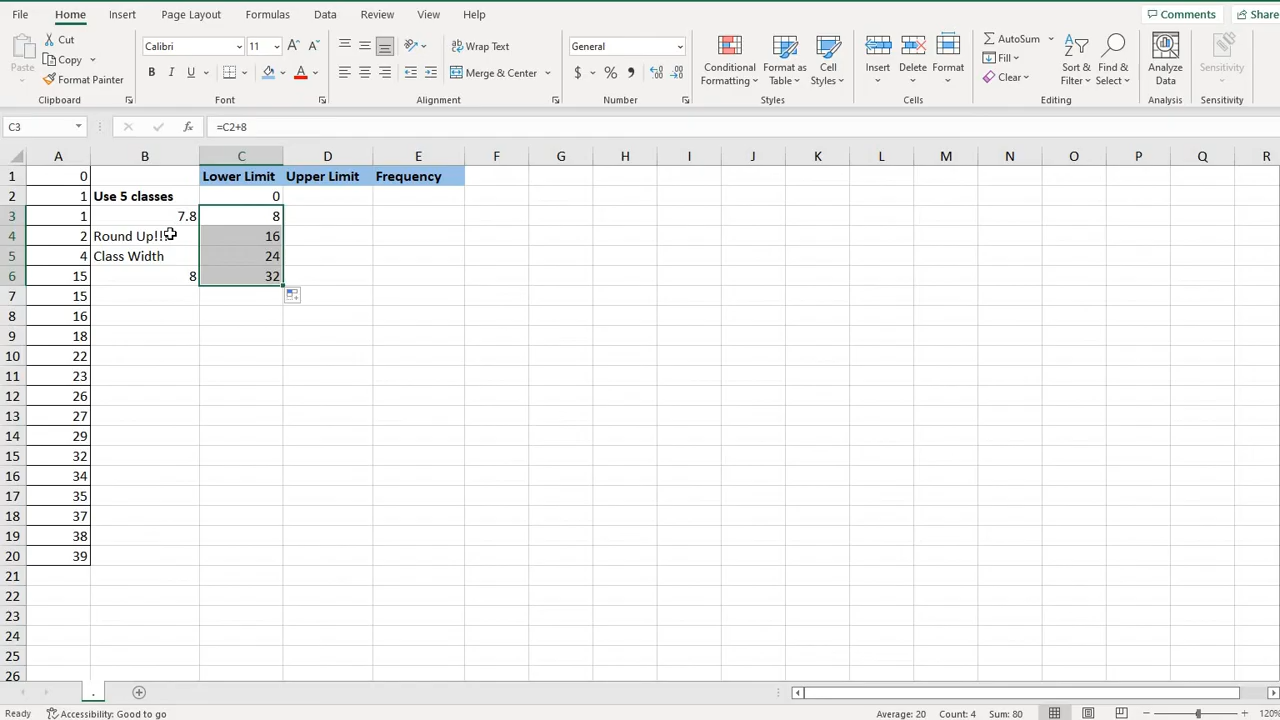 File Home Insert Page Layout Formulas Data Review View Help Comments Share
Paste Cut Copy Format Painter Clipboard
Calibri 11 B I U Font
Wrap Text Merge & Center Alignment
General $ % Number
Conditional Formatting Format as Table Cell Styles Styles
Insert Delete Format Cells
AutoSum Fill Clear Sort & Filter Find & Select Editing
Analyze Data Analysis
Sensitivity Sensitivity
C3 fx =C2+8
A B C D E F G H I J K L M N O P Q R
1 0 Lower Limit Upper Limit Frequency
2 1 Use 5 classes 0
3 1 7.8 8
4 2 Round Up!!! 16
5 4 Class Width 24
6 15 8 32
7 15
8 16
9 18
10 22
11 23
12 26
13 27
14 29
15 32
16 34
17 35
18 37
19 38
20 39
21
22
23
24
25
26
.
Ready Accessibility: Good to go Average: 20 Count: 4 Sum: 80 120%